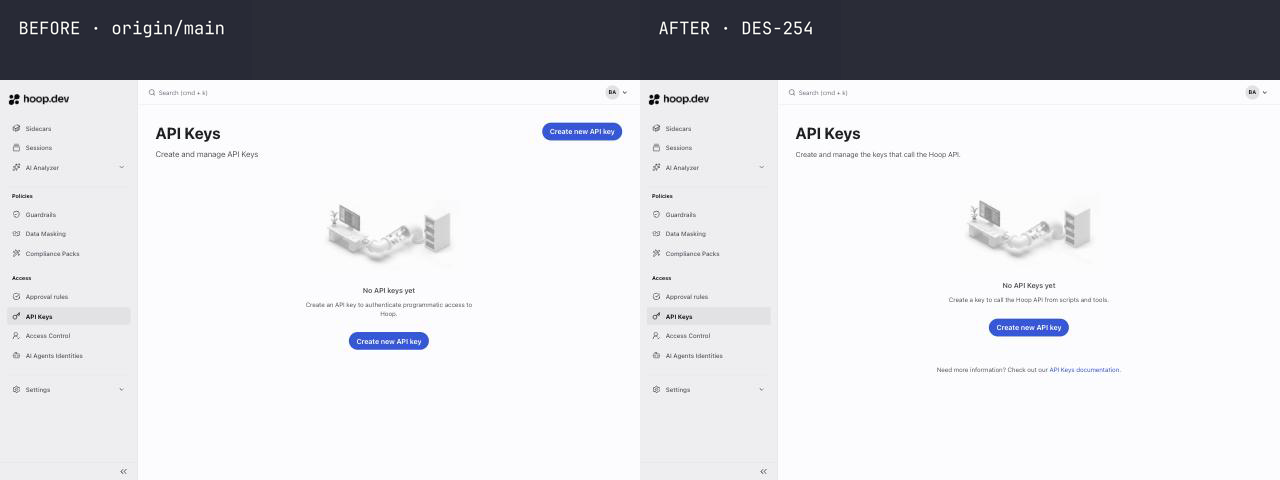 BEFORE · origin/main
hoop.dev
Search (cmd + k)
BA
Sidecars
Sessions
AI Analyzer
Policies
Guardrails
Data Masking
Compliance Packs
Access
Approval rules
API Keys
Access Control
AI Agents Identities
Settings
API Keys
Create new API key
Create and manage API Keys
No API keys yet
Create an API key to authenticate programmatic access to
Hoop.
Create new API key
AFTER · DES-254
hoop.dev
Search (cmd + k)
BA
Sidecars
Sessions
AI Analyzer
Policies
Guardrails
Data Masking
Compliance Packs
Access
Approval rules
API Keys
Access Control
AI Agents Identities
Settings
API Keys
Create and manage the keys that call the Hoop API.
No API Keys yet
Create a key to call the Hoop API from scripts and tools.
Create new API key
Need more information? Check out our API Keys documentation.